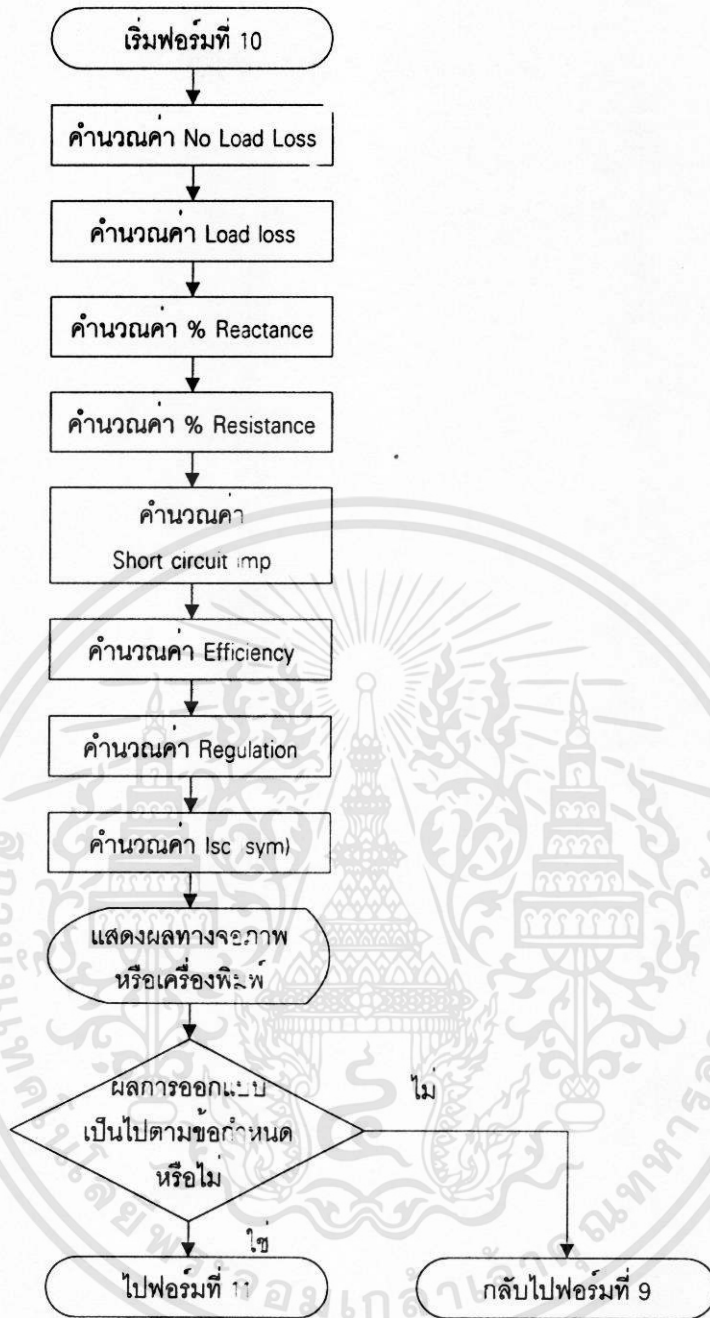 เริ่มฟอร์มที่ 10
คำนวณค่า No Load Loss
คำนวณค่า Load loss
คำนวณค่า % Reactance
คำนวณค่า % Resistance
คำนวณค่า
Short circuit imp
คำนวณค่า Efficiency
คำนวณค่า Regulation
คำนวณค่า Isc sym)
แสดงผลทางจอภาพ
หรือเครื่องพิมพ์
ผลการออกแบบ
เป็นไปตามข้อกำหนด
หรือไม่
ไม่
ใช่
ไปฟอร์มที่ 11
กลับไปฟอร์มที่ 9